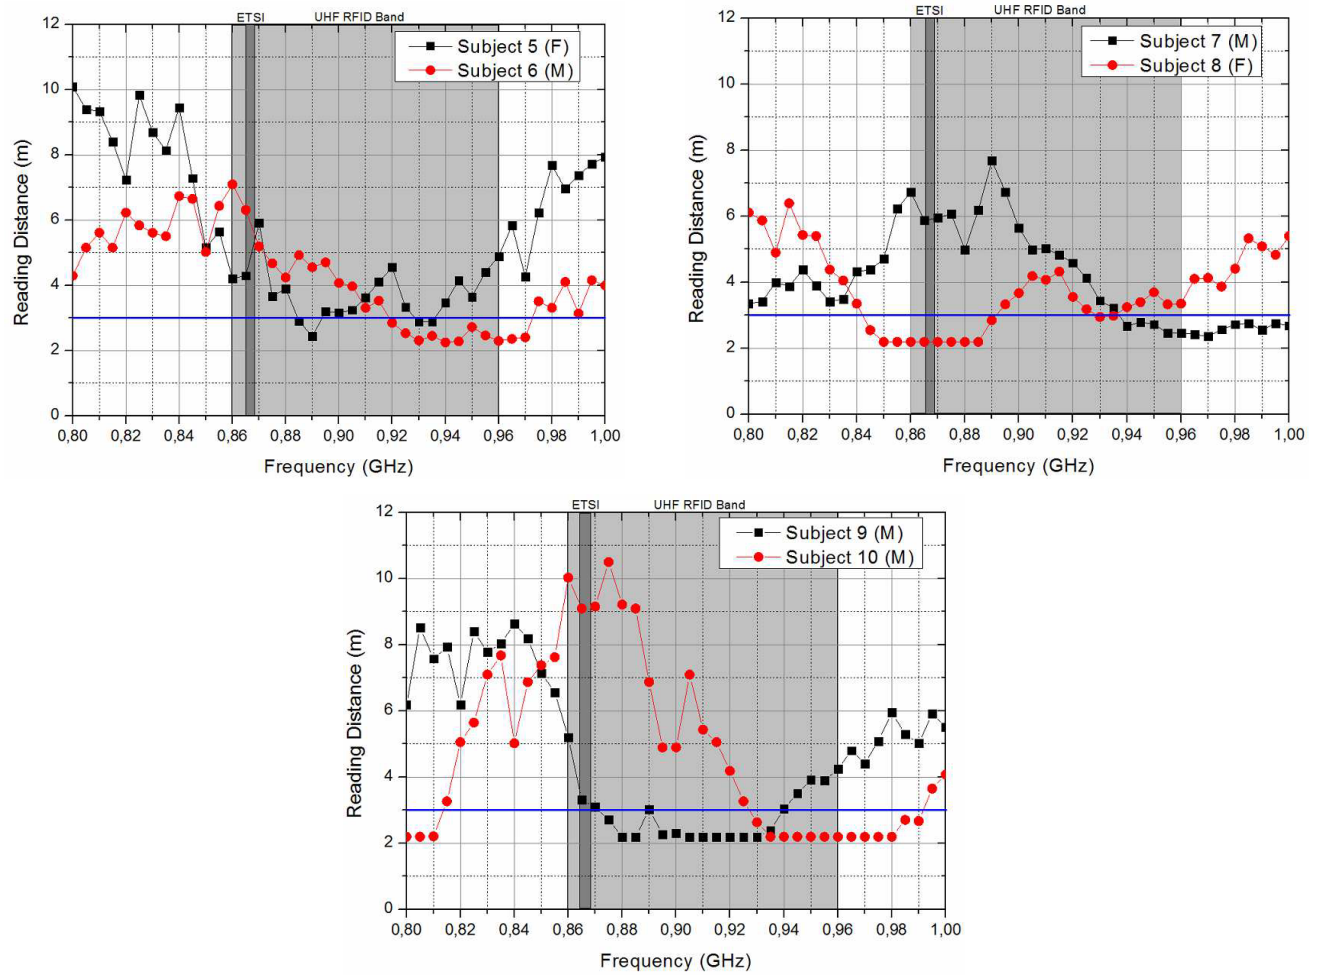 ETSI UHF RFID Band
12
10
8
6
4
2
0
Reading Distance (m)
Subject 5 (F)
Subject 6 (M)
0,80 0,82 0,84 0,86 0,88 0,90 0,92 0,94 0,96 0,98 1,00
Frequency (GHz)
ETSI UHF RFID Band
12
10
8
6
4
2
0
Reading Distance (m)
Subject 7 (M)
Subject 8 (F)
0,80 0,82 0,84 0,86 0,88 0,90 0,92 0,94 0,96 0,98 1,00
Frequency (GHz)
ETSI UHF RFID Band
12
10
8
6
4
2
0
Reading Distance (m)
Subject 9 (M)
Subject 10 (M)
0,80 0,82 0,84 0,86 0,88 0,90 0,92 0,94 0,96 0,98 1,00
Frequency (GHz)